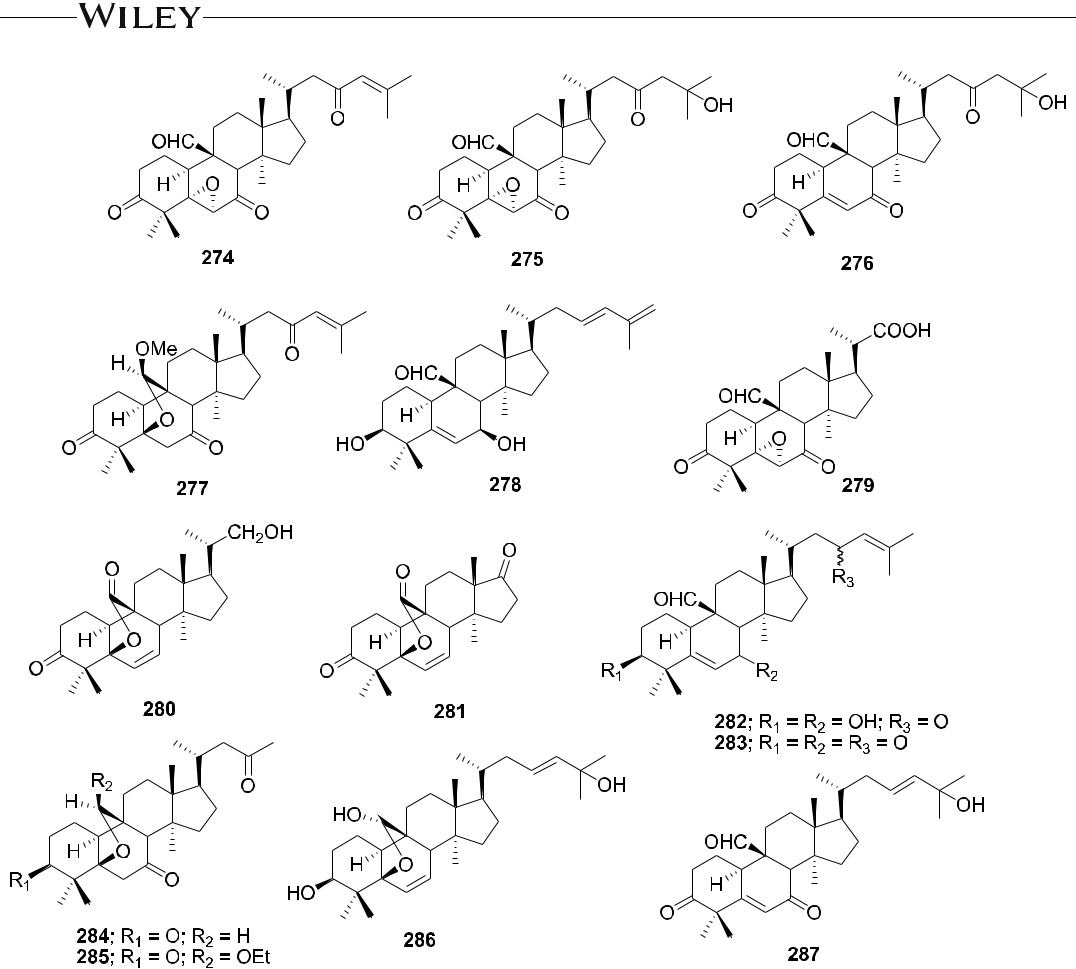 WILEY
O
OHC
H
O
O
O
274
O
OH
OHC
H
O
O
O
275
O
OH
OHC
H
O
O
276
O
OMe
H
H
O
O
O
277
OHC
H
HO
OH
278
COOH
OHC
H
O
O
O
279
CH2OH
O
H
O
O
280
O
O
H
O
O
281
R3
OHC
H
R1
R2
282; R1 = R2 = OH; R3 = O
283; R1 = R2 = R3 = O
O
R2
H
H
O
R1
O
284; R1 = O; R2 = H
285; R1 = O; R2 = OEt
OH
HO
H
O
HO
286
OH
OHC
H
O
O
287